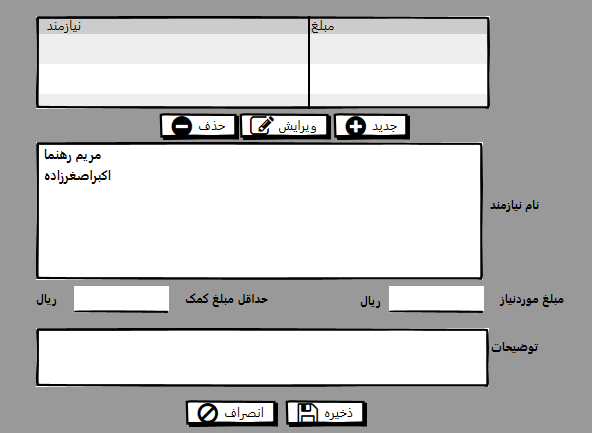 مبلغ نیازمند
جدید ویرایش حذف
نام نیازمند
مریم رهنما
اکبراصغرزاده
مبلغ موردنیاز ریال حداقل مبلغ کمک ریال
توضیحات
ذخیره انصراف